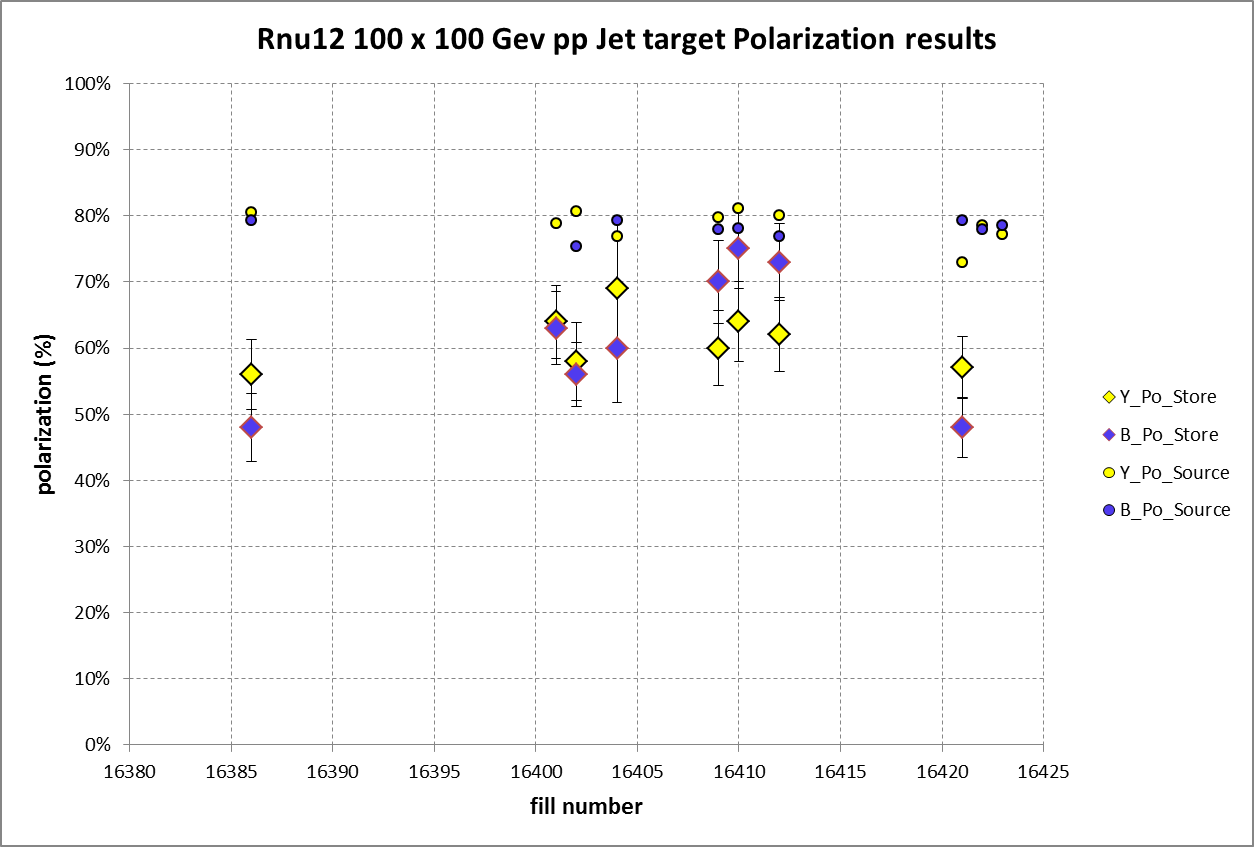 Rnu12 100 x 100 Gev pp Jet target Polarization results
100%
90%
80%
70%
60%
50%
40%
30%
20%
10%
0%
polarization (%)
16380 16385 16390 16395 16400 16405 16410 16415 16420 16425
fill number
Y_Po_Store
B_Po_Store
Y_Po_Source
B_Po_Source